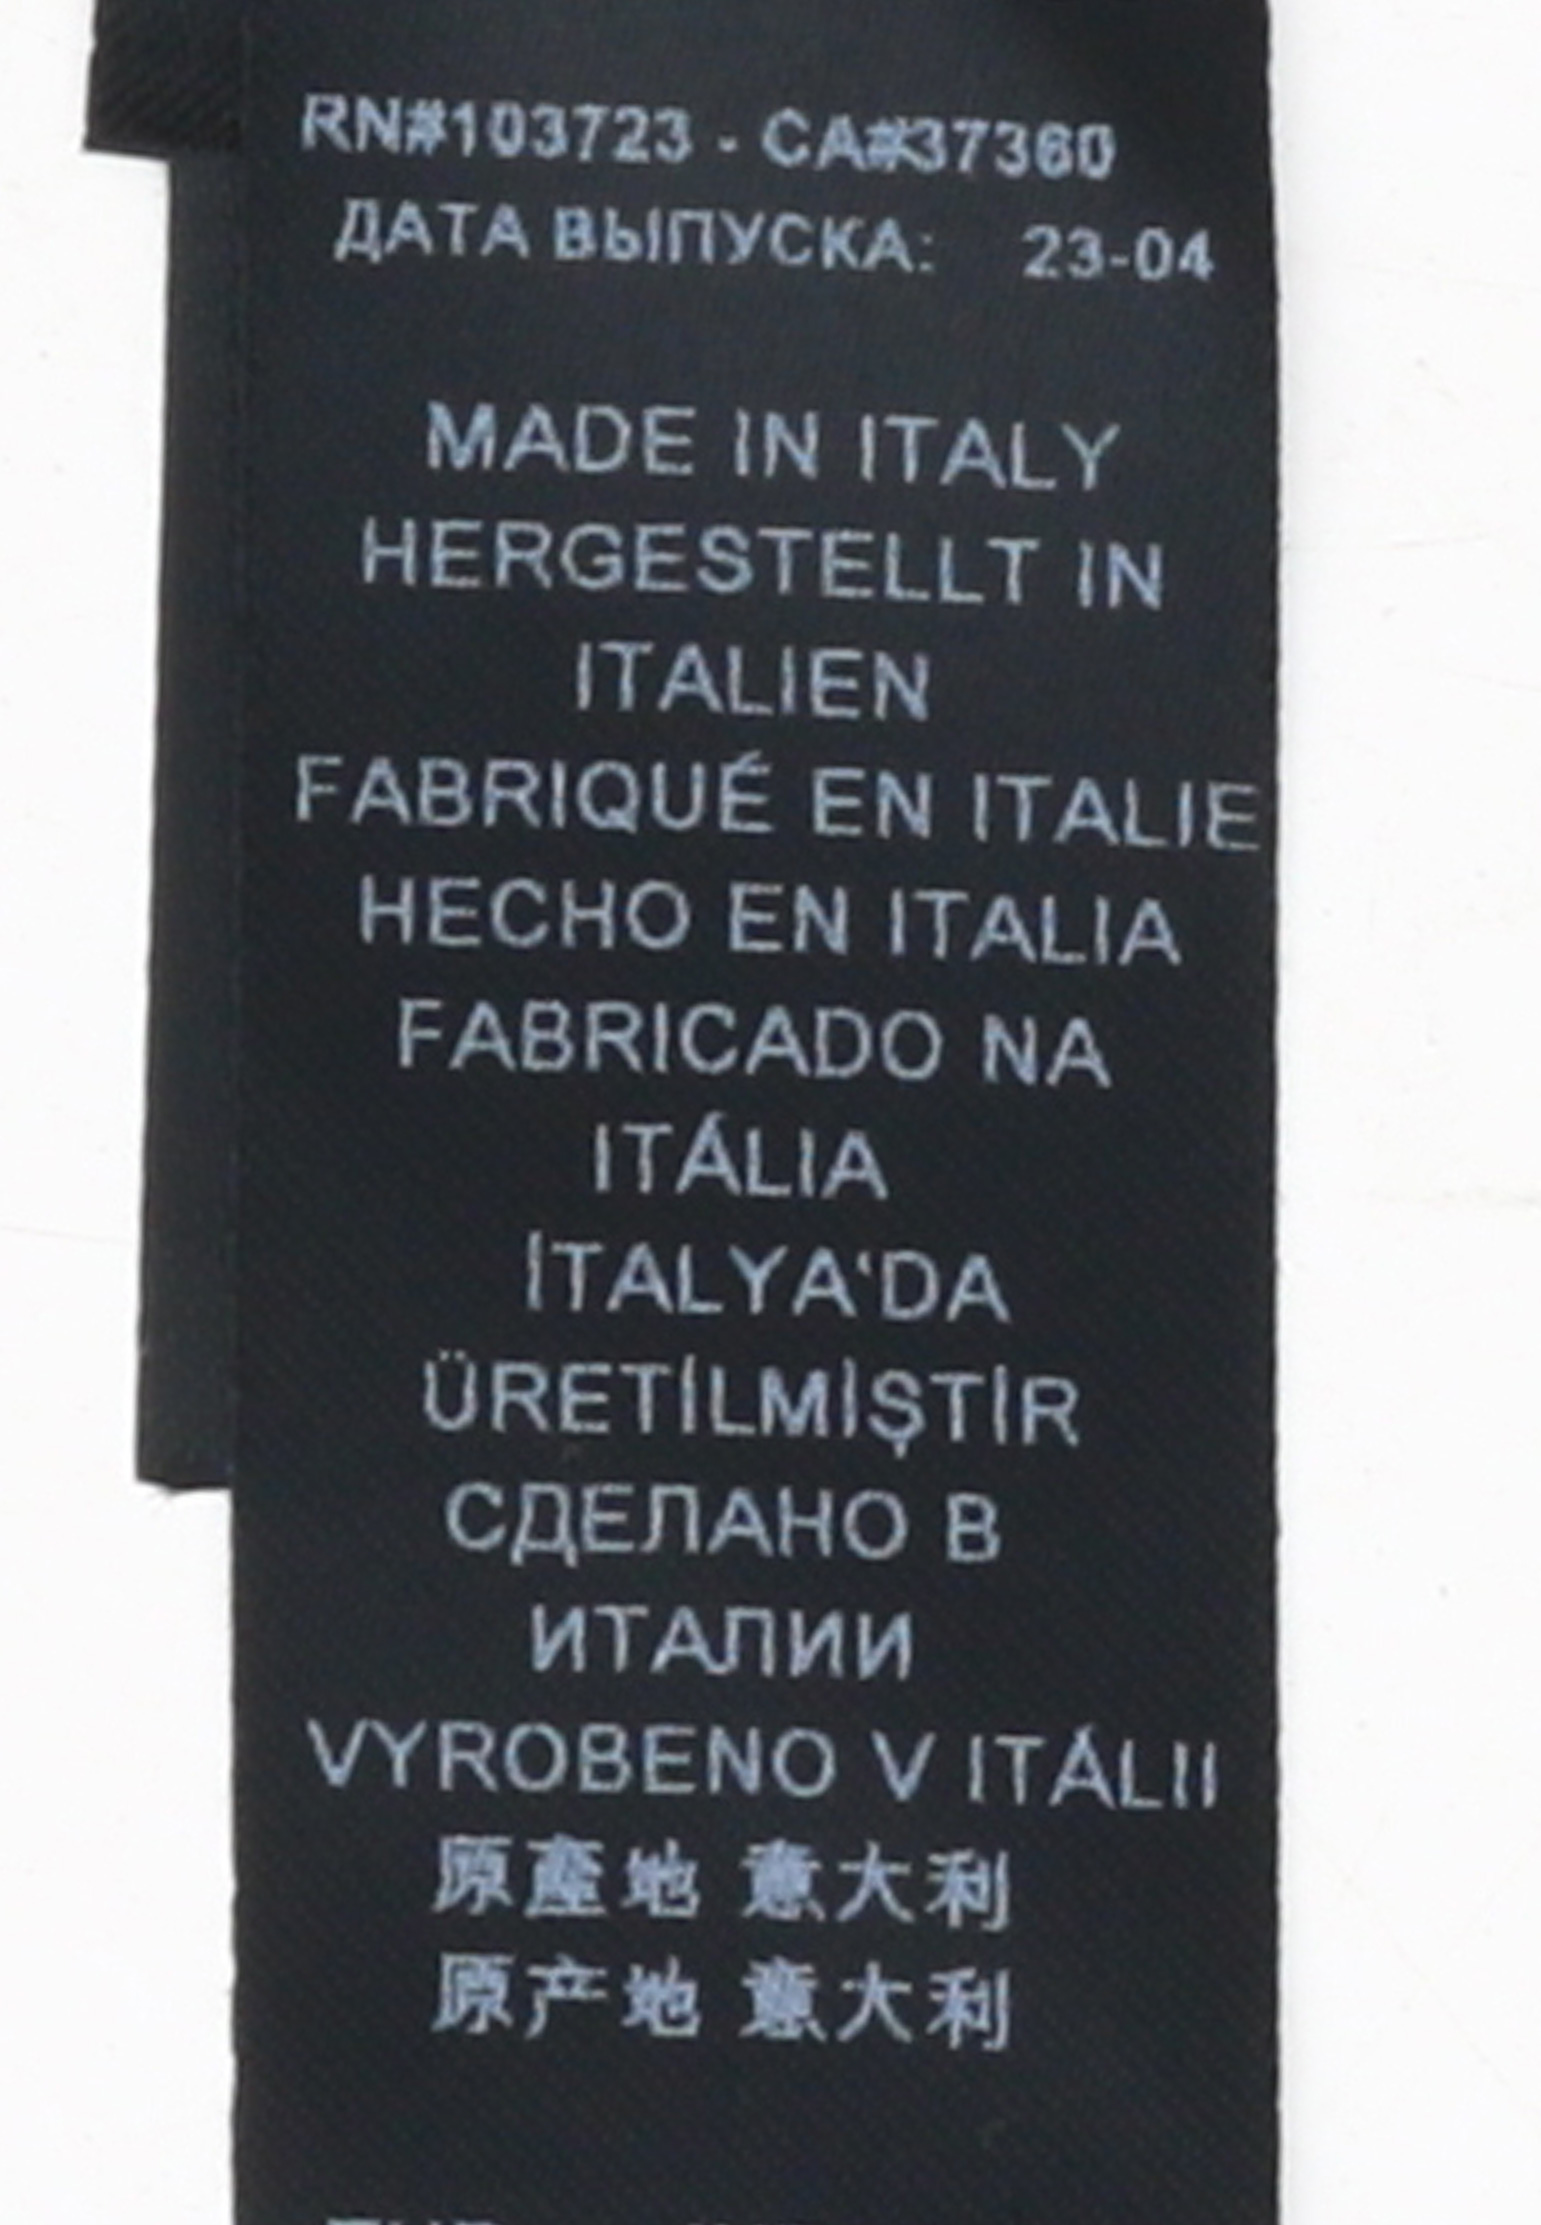 RN#103723 - CA#37360
ДАТА ВЫПУСКА: 23-04
MADE IN ITALY
HERGESTELLT IN
ITALIEN
FABRIQUÉ EN ITALIE
HECHO EN ITALIA
FABRICADO NA
ITÁLIA
İTALYA‘DA
ÜRETİLMİŞTİR
СДЕЛАНО В
ИТАЛИИ
VYROBENO V ITÁLII
原產地 意大利
原产地 意大利